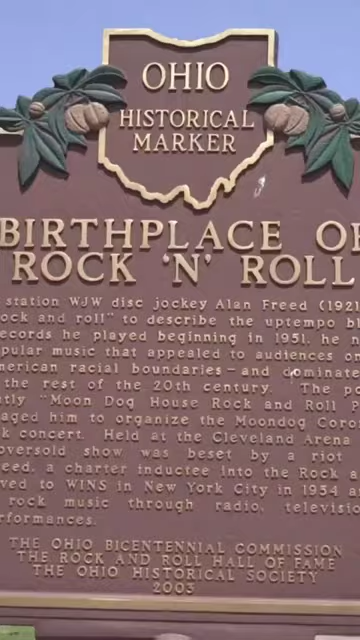 OHIO
HISTORICAL
MARKER
BIRTHPLACE OF
ROCK 'N' ROLL
station WJW disc jockey Alan Freed (1921
ock and roll" to describe the uptempo bl
ecords he played beginning in 1951, he n
pular music that appealed to audiences on
merican racial boundaries – and dominate
the rest of the 20th century. The po
tly "Moon Dog House Rock and Roll P
aged him to organize the Moondog Coro
k concert. Held at the Cleveland Arena
oversold show was beset by a riot
eed, a charter inductee into the Rock a
ved to WINS in New York City in 1954 a
rock music through radio, televisio
rformances.
THE OHIO BICENTENNIAL COMMISSION
THE ROCK AND ROLL HALL OF FAME
THE OHIO HISTORICAL SOCIETY
2003